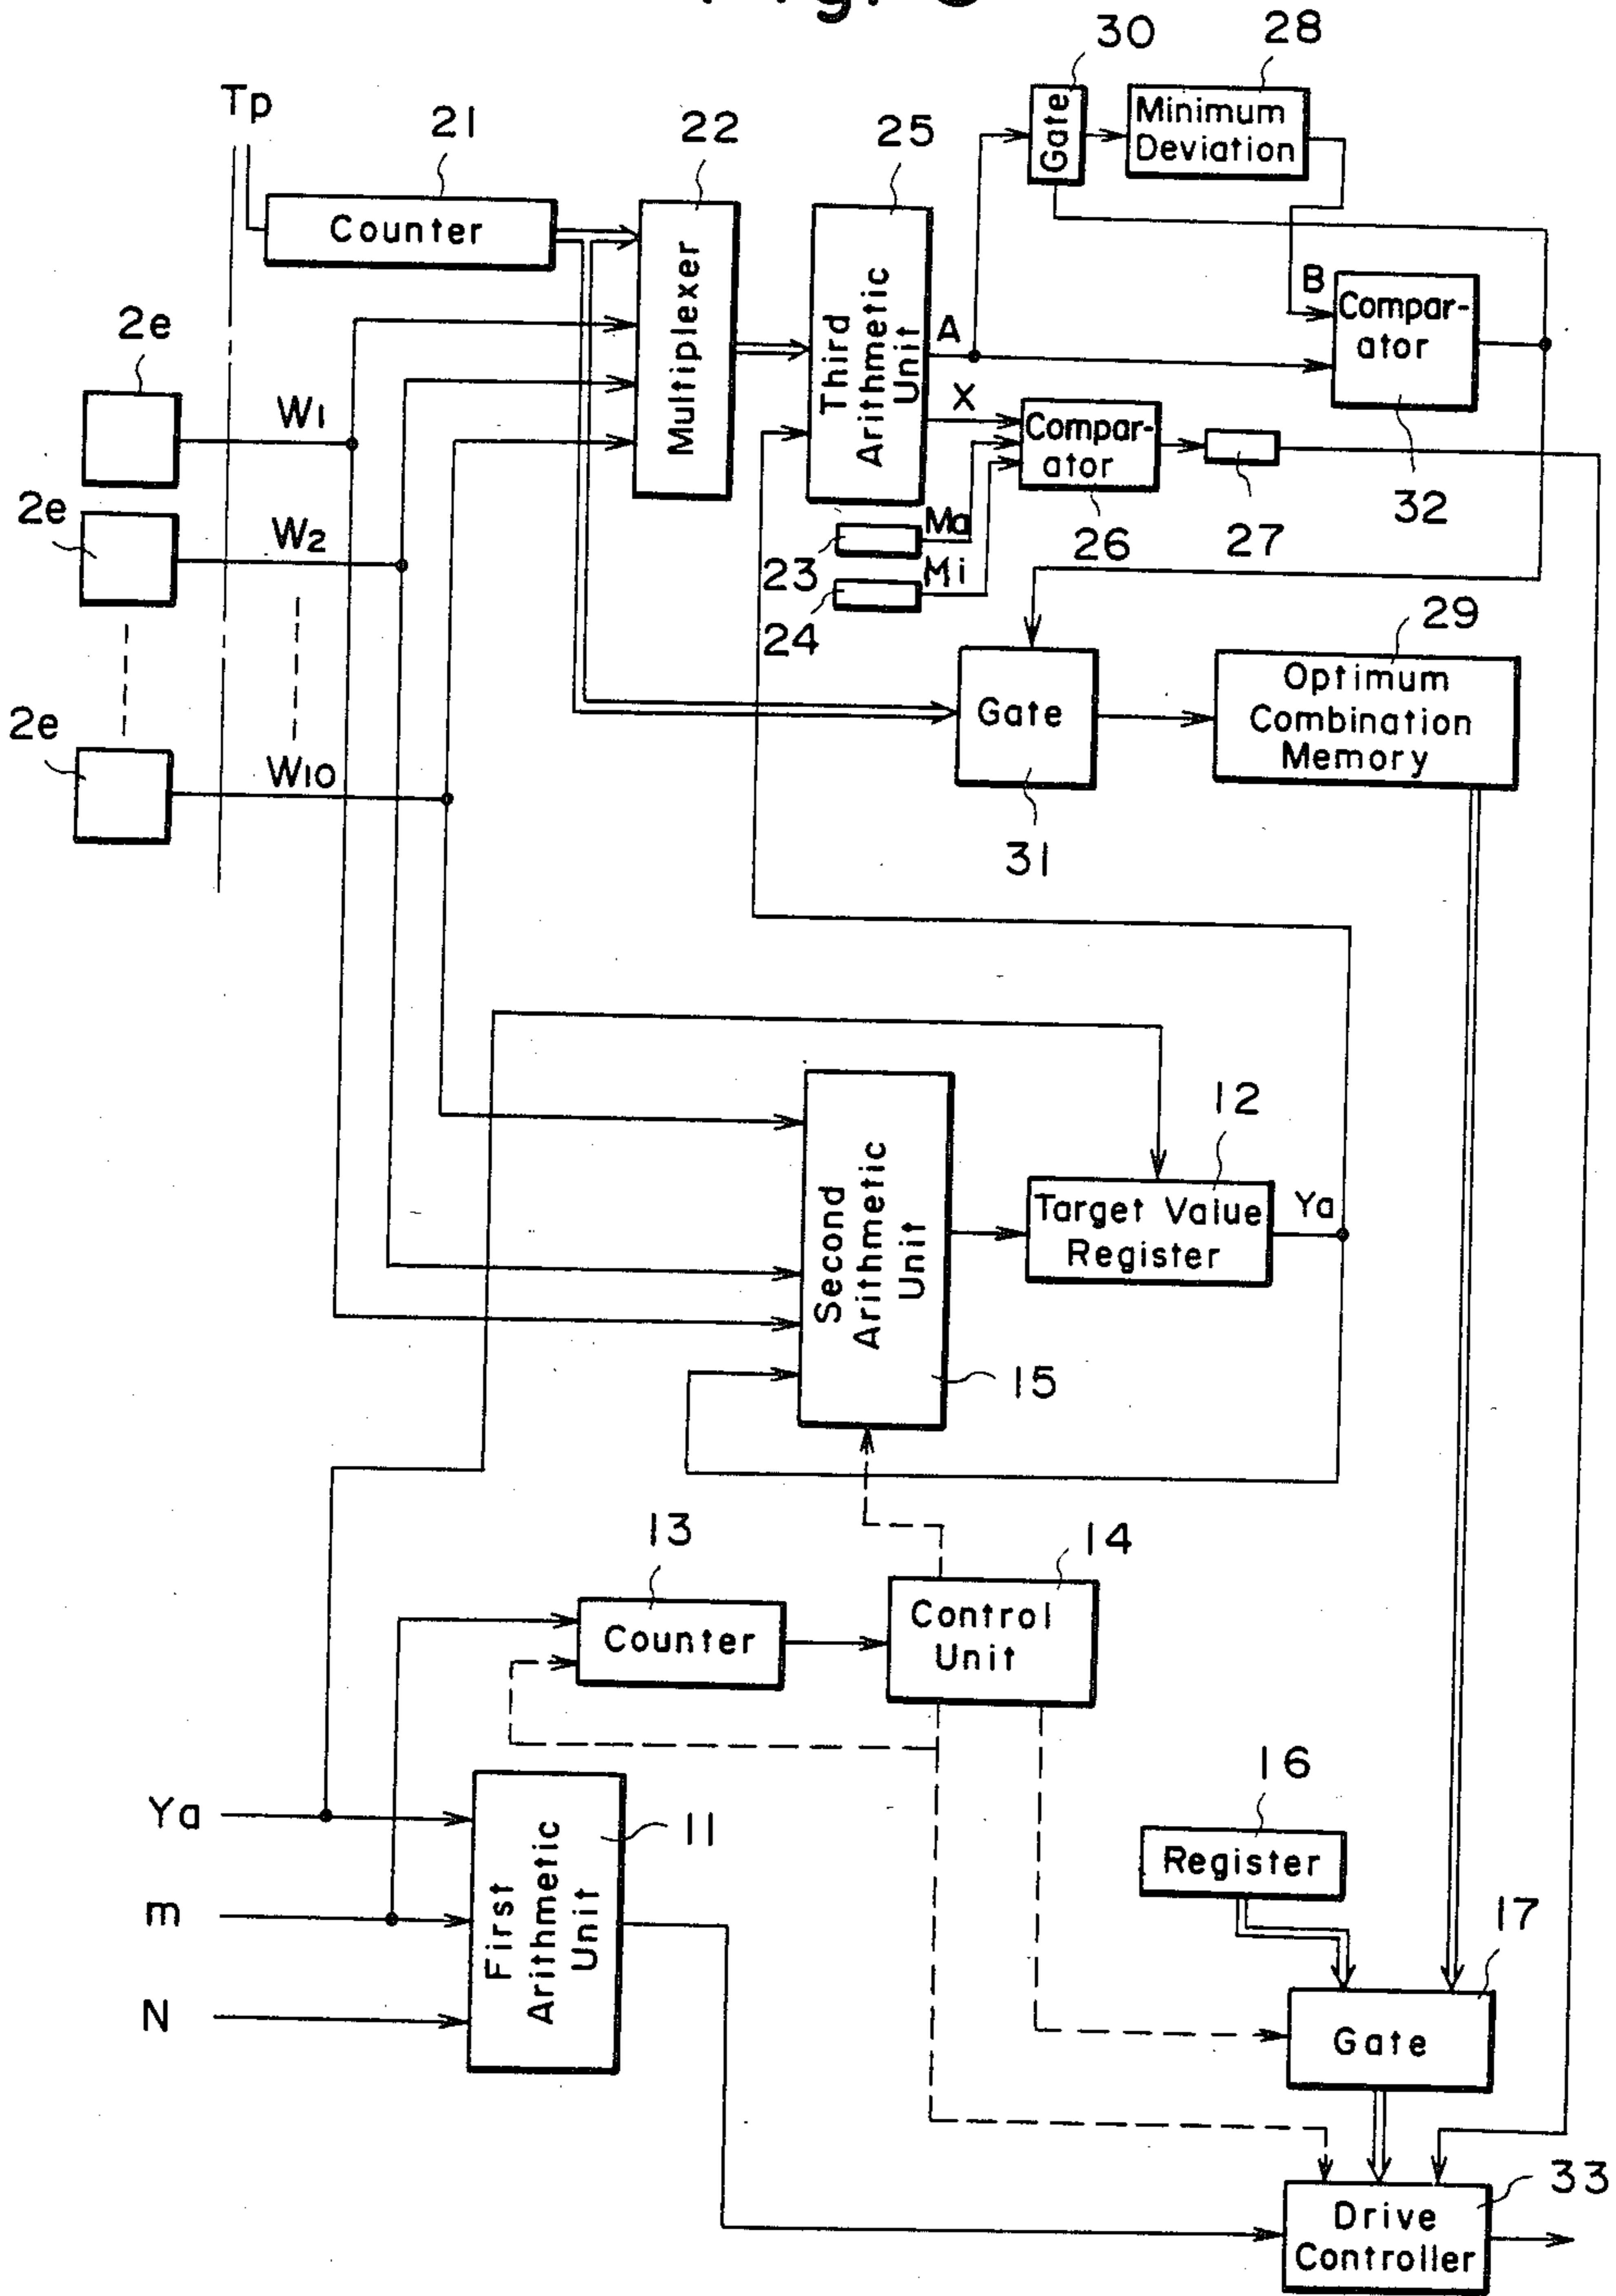 Fig. 3
30
28
Tp
21
22
25
Gate
Minimum
Deviation
Counter
Multiplexer
Third
Arithmetic
Unit
A
B
Compar-
ator
2e
W1
X
Compar-
ator
2e
W2
Ma
32
26
27
23
Mi
24
29
2e
W10
Gate
Optimum
Combination
Memory
31
12
Second
Arithmetic
Unit
Target Value
Register
Ya
15
13
14
Counter
Control
Unit
16
Ya
11
Register
m
First
Arithmetic
Unit
17
N
Gate
33
Drive
Controller